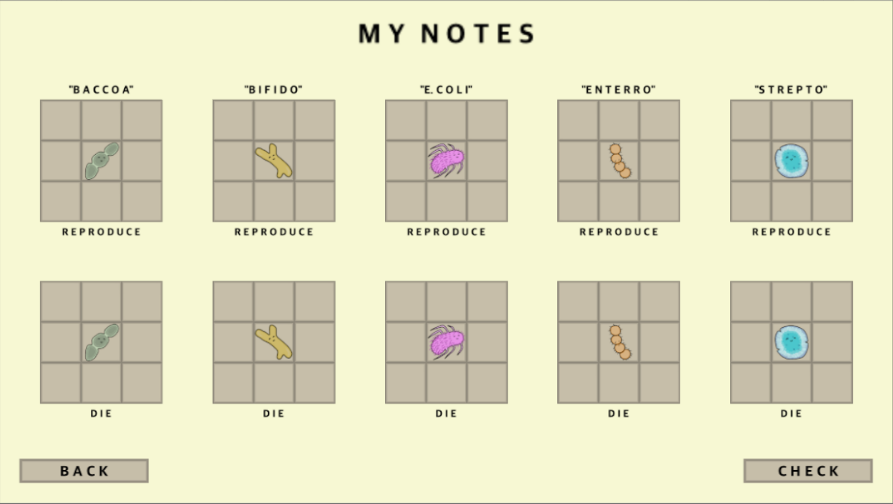 MY NOTES
"BACCOA" "BIFIDO" "E.COLI" "ENTERRO" "STREPTO"
REPRODUCE REPRODUCE REPRODUCE REPRODUCE REPRODUCE
DIE DIE DIE DIE DIE
BACK CHECK